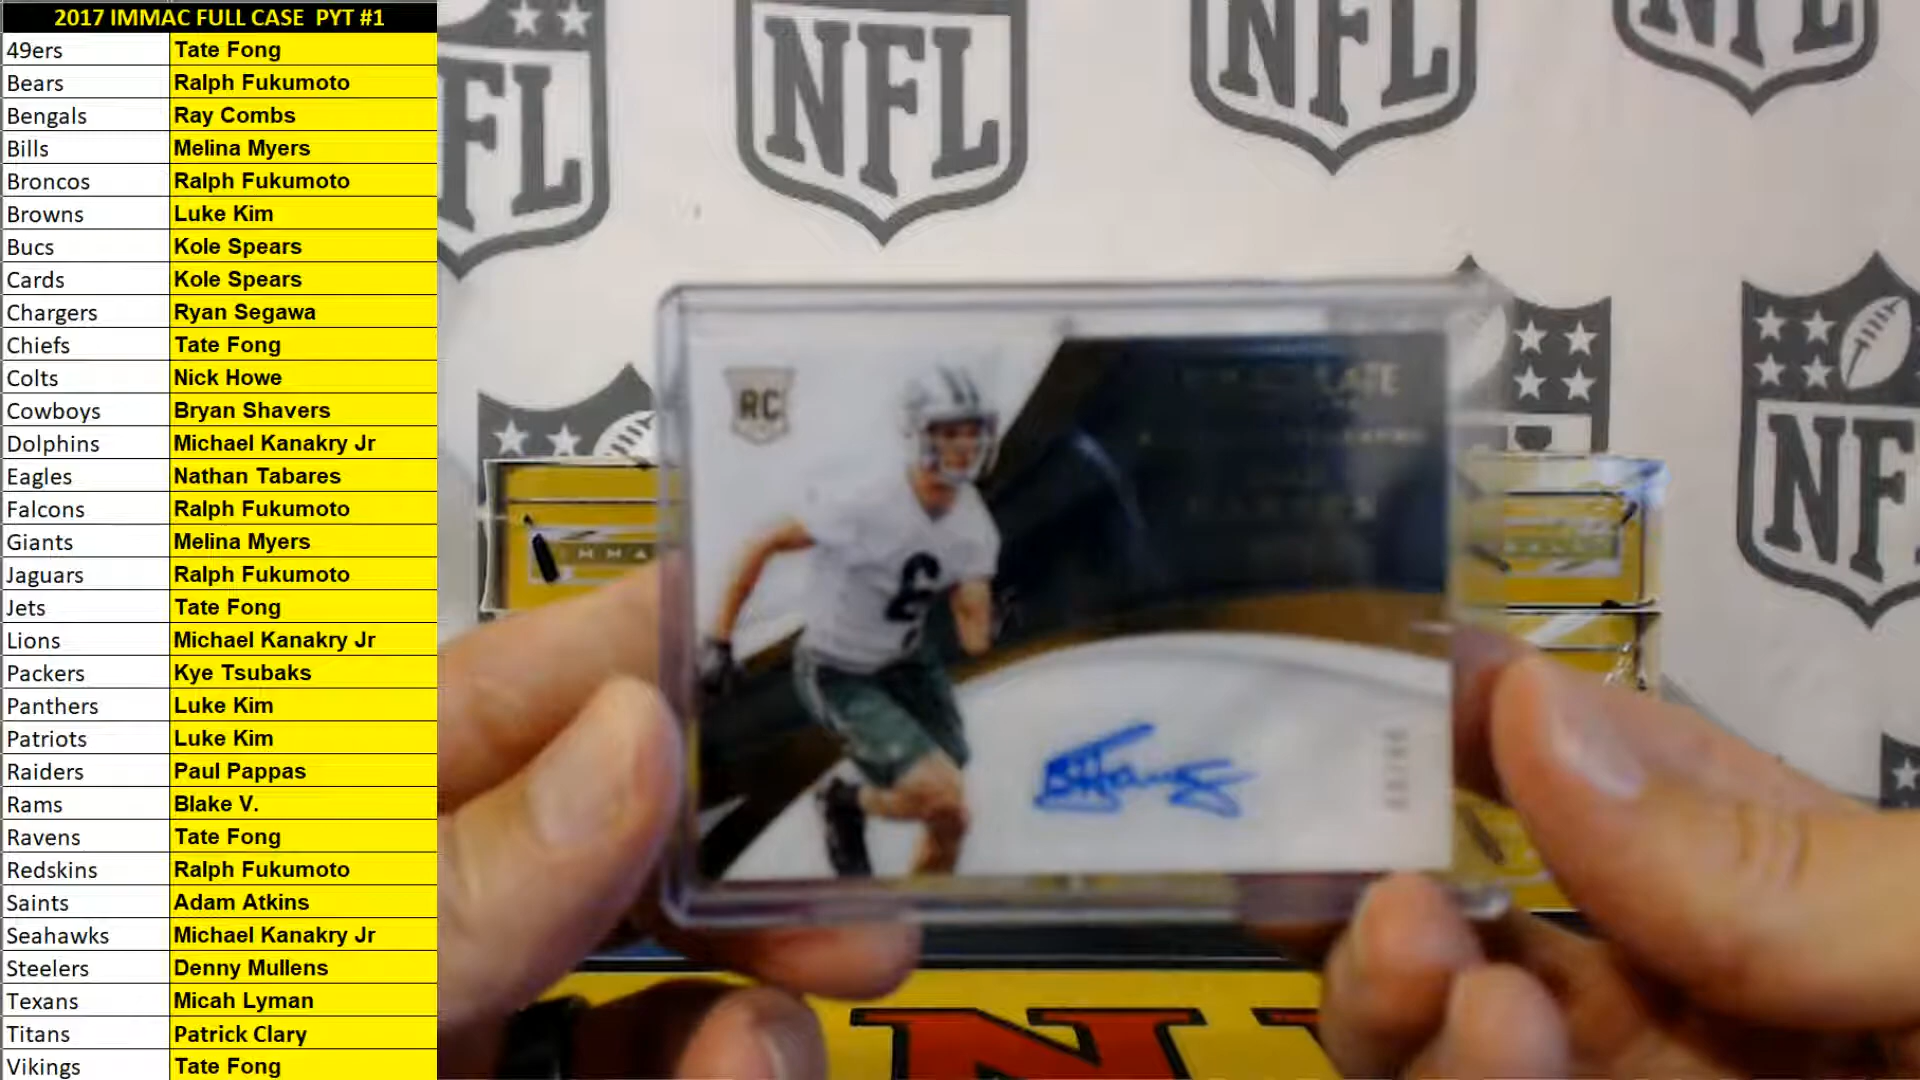 2017 IMMAC FULL CASE PYT #1
49ers Tate Fong
Bears Ralph Fukumoto
Bengals Ray Combs
Bills Melina Myers
Broncos Ralph Fukumoto
Browns Luke Kim
Bucs Kole Spears
Cards Kole Spears
Chargers Ryan Segawa
Chiefs Tate Fong
Colts Nick Howe
Cowboys Bryan Shavers
Dolphins Michael Kanakry Jr
Eagles Nathan Tabares
Falcons Ralph Fukumoto
Giants Melina Myers
Jaguars Ralph Fukumoto
Jets Tate Fong
Lions Michael Kanakry Jr
Packers Kye Tsubaks
Panthers Luke Kim
Patriots Luke Kim
Raiders Paul Pappas
Rams Blake V.
Ravens Tate Fong
Redskins Ralph Fukumoto
Saints Adam Atkins
Seahawks Michael Kanakry Jr
Steelers Denny Mullens
Texans Micah Lyman
Titans Patrick Clary
Vikings Tate Fong
NFL
NFL
NFL
NFL
RC
6